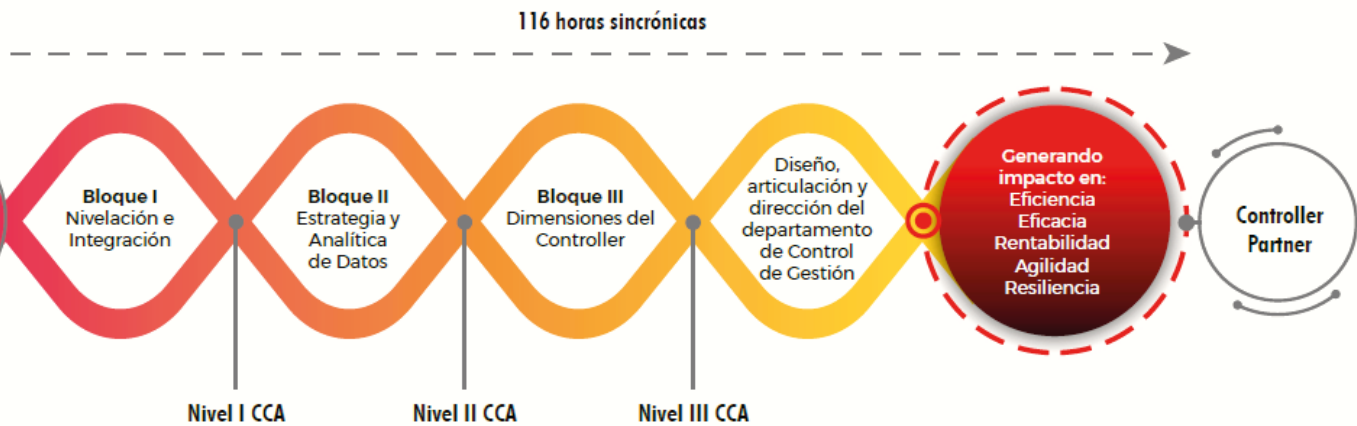 116 horas sincrónicas
Bloque I
Nivelación e
Integración
Bloque II
Estrategia y
Analítica
de Datos
Bloque III
Dimensiones del
Controller
Diseño,
articulación y
dirección del
departamento
de Control
de Gestión
Generando
impacto en:
Eficiencia
Eficacia
Rentabilidad
Agilidad
Resiliencia
Controller
Partner
Nivel I CCA
Nivel II CCA
Nivel III CCA